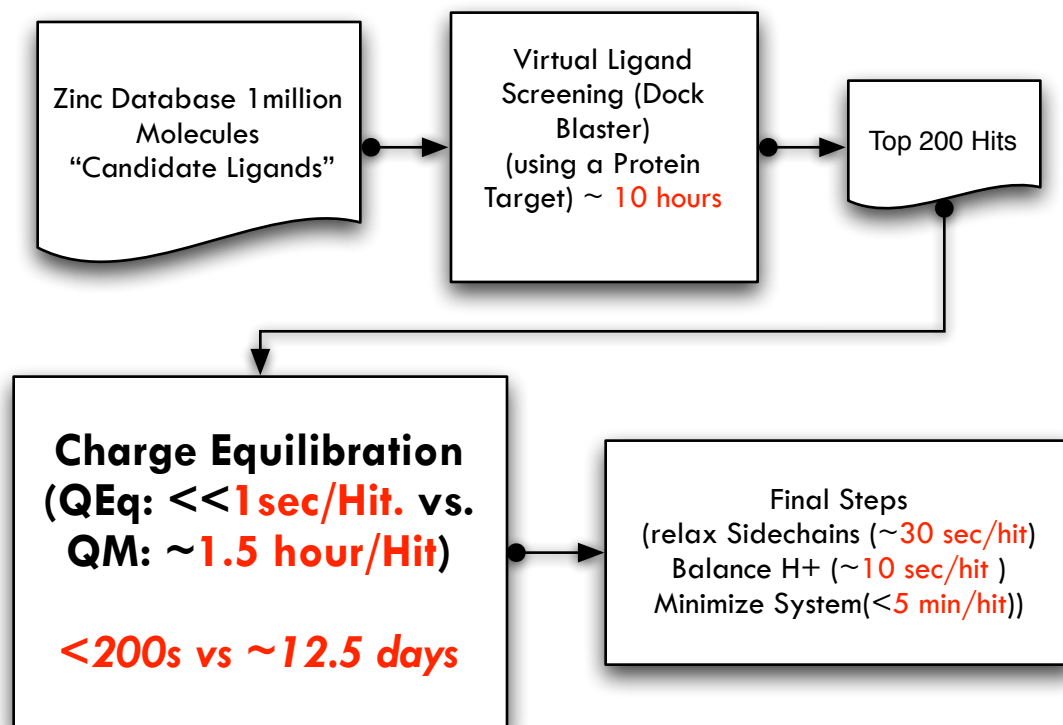 Zinc Database 1million
Molecules
“Candidate Ligands”
Virtual Ligand
Screening (Dock
Blaster)
(using a Protein
Target) ~ 10 hours
Top 200 Hits
Charge Equilibration
(QEq: <<1sec/Hit. vs.
QM: ~1.5 hour/Hit)
<200s vs ~12.5 days
Final Steps
(relax Sidechains (~30 sec/hit)
Balance H+ (~10 sec/hit )
Minimize System(<5 min/hit))